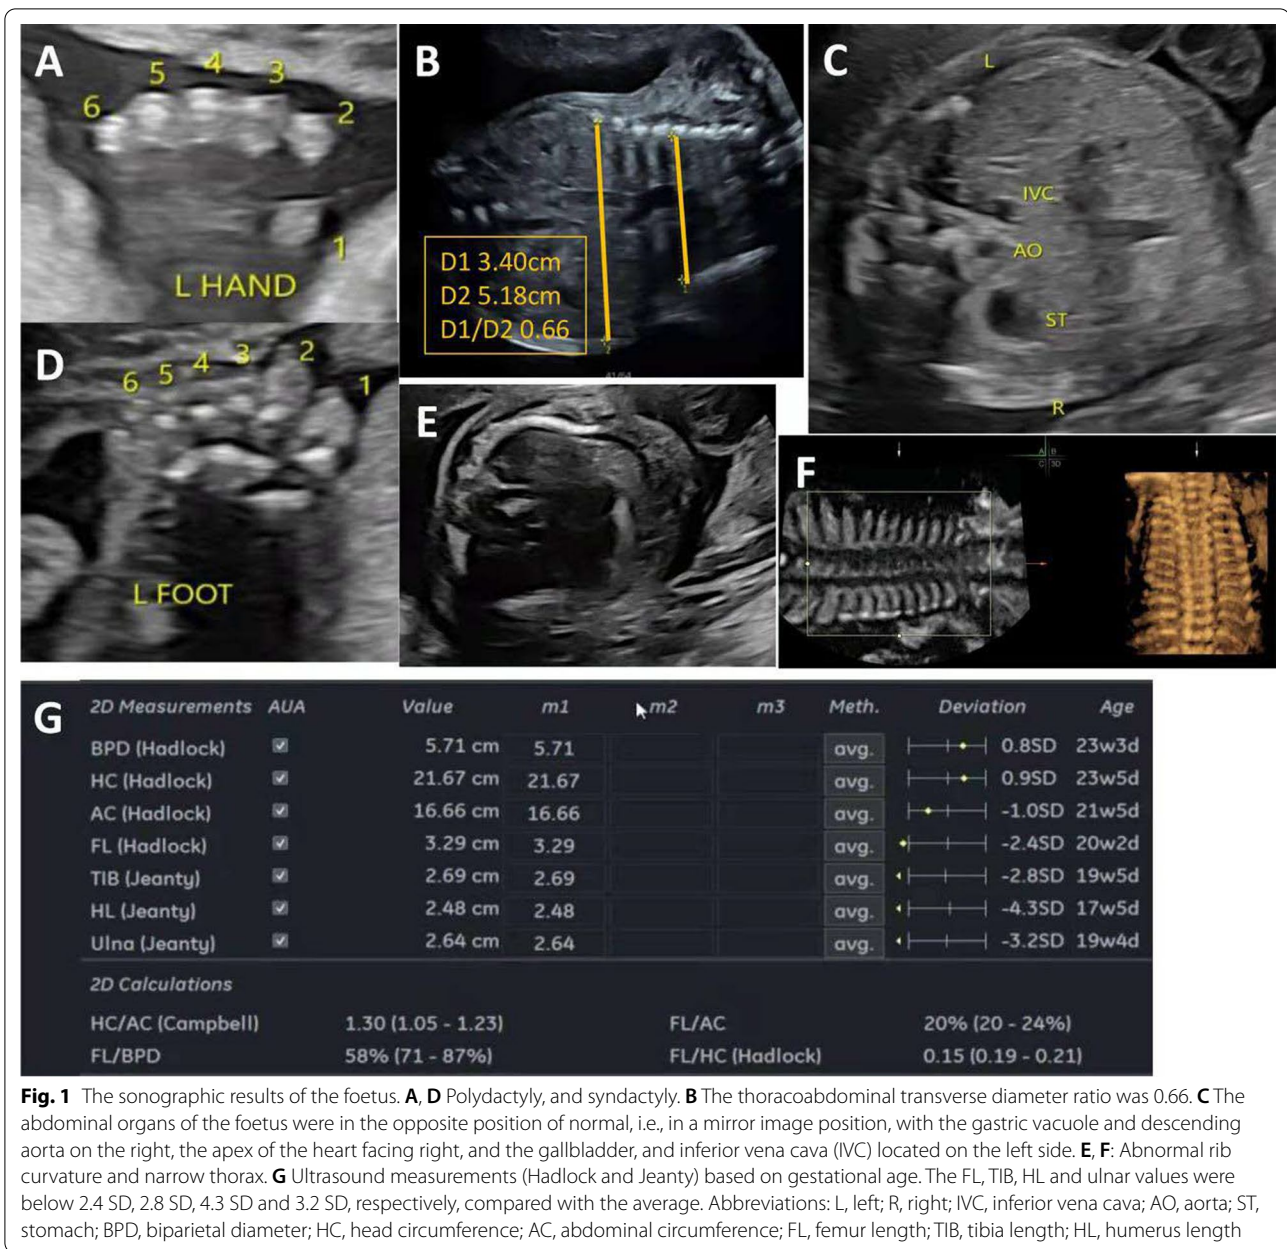 A
6 5 4 3 2
1
L HAND
B
D1 3.40cm
D2 5.18cm
D1/D2 0.66
C
L
IVC
AO
ST
R
D
6 5 4 3 2 1
L FOOT
E
F
A B
C 3D
G
2D Measurements AUA Value m1 m2 m3 Meth. Deviation Age
BPD (Hadlock) 5.71 cm 5.71 avg. 0.8SD 23w3d
HC (Hadlock) 21.67 cm 21.67 avg. 0.9SD 23w5d
AC (Hadlock) 16.66 cm 16.66 avg. -1.0SD 21w5d
FL (Hadlock) 3.29 cm 3.29 avg. -2.4SD 20w2d
TIB (Jeanty) 2.69 cm 2.69 avg. -2.8SD 19w5d
HL (Jeanty) 2.48 cm 2.48 avg. -4.3SD 17w5d
Ulna (Jeanty) 2.64 cm 2.64 avg. -3.2SD 19w4d
2D Calculations
HC/AC (Campbell) 1.30 (1.05 - 1.23) FL/AC 20% (20 - 24%)
FL/BPD 58% (71 - 87%) FL/HC (Hadlock) 0.15 (0.19 - 0.21)
Fig. 1 The sonographic results of the foetus. A, D Polydactyly, and syndactyly. B The thoracoabdominal transverse diameter ratio was 0.66. C The
abdominal organs of the foetus were in the opposite position of normal, i.e., in a mirror image position, with the gastric vacuole and descending
aorta on the right, the apex of the heart facing right, and the gallbladder, and inferior vena cava (IVC) located on the left side. E, F: Abnormal rib
curvature and narrow thorax. G Ultrasound measurements (Hadlock and Jeanty) based on gestational age. The FL, TIB, HL and ulnar values were
below 2.4 SD, 2.8 SD, 4.3 SD and 3.2 SD, respectively, compared with the average. Abbreviations: L, left; R, right; IVC, inferior vena cava; AO, aorta; ST,
stomach; BPD, biparietal diameter; HC, head circumference; AC, abdominal circumference; FL, femur length; TIB, tibia length; HL, humerus length